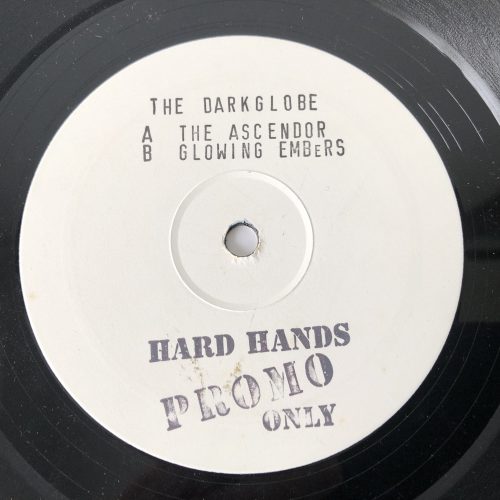 THE DARKGLOBE
A THE ASCENDOR
B GLOWING EMBeRS
HARD HANDS
PROMO
ONLY